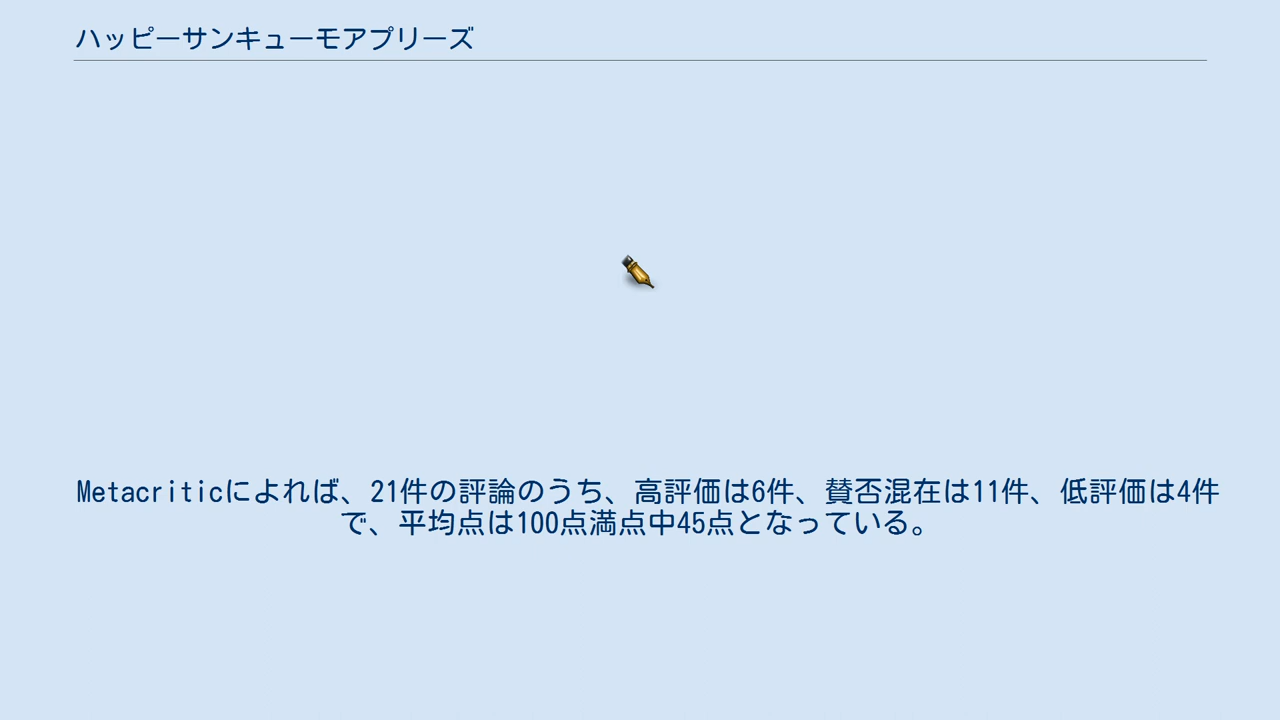 ハッピーサンキューモアプリーズ
Metacriticによれば、21件の評論のうち、高評価は6件、賛否混在は11件、低評価は4件
で、平均点は100点満点中45点となっている。